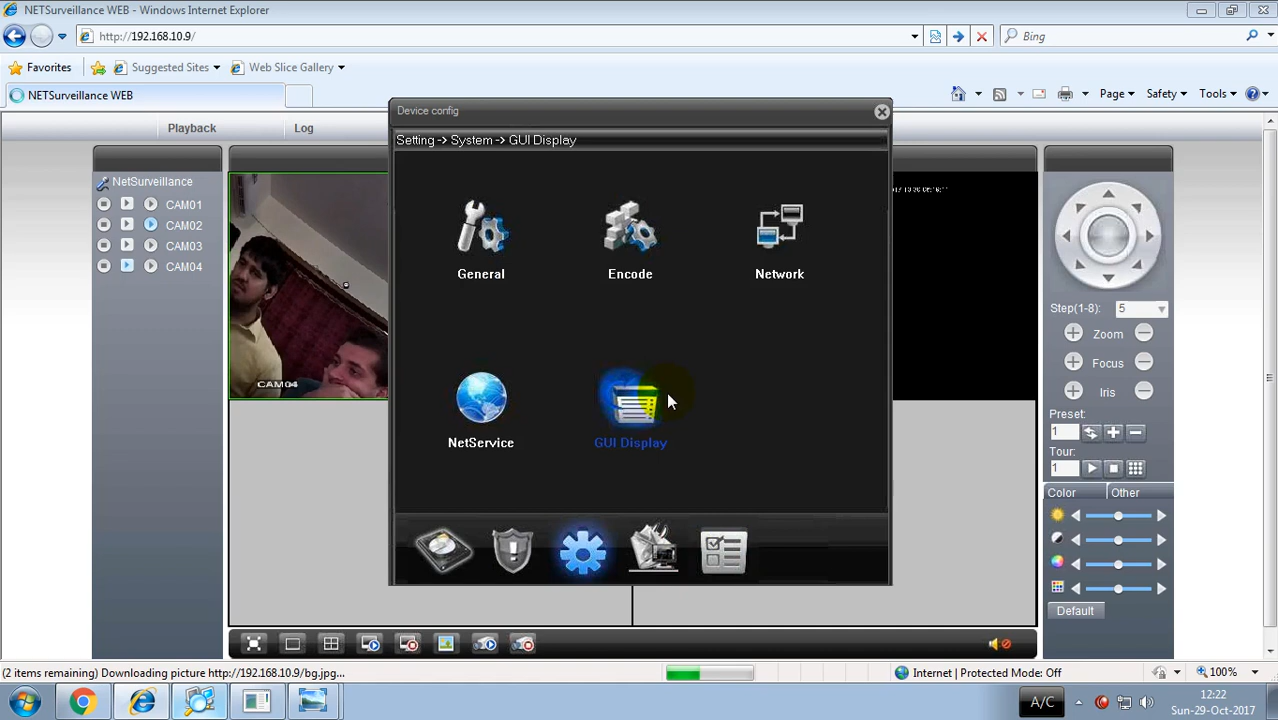 NETSurveillance WEB - Windows Internet Explorer
http://192.168.10.9/
Bing
Favorites
Suggested Sites
Web Slice Gallery
NETSurveillance WEB
Page
Safety
Tools
Playback
Log
Device config
Setting -> System -> GUI Display
NetSurveillance
CAM01
CAM02
CAM03
CAM04
CAM04
General
Encode
Network
NetService
GUI Display
Step(1-8):
5
Zoom
Focus
Iris
Preset:
1
Tour:
1
Color
Other
Default
(2 items remaining) Downloading picture http://192.168.10.9/bg.jpg...
Internet | Protected Mode: Off
100%
A/C
12:22
Sun-29-Oct-2017